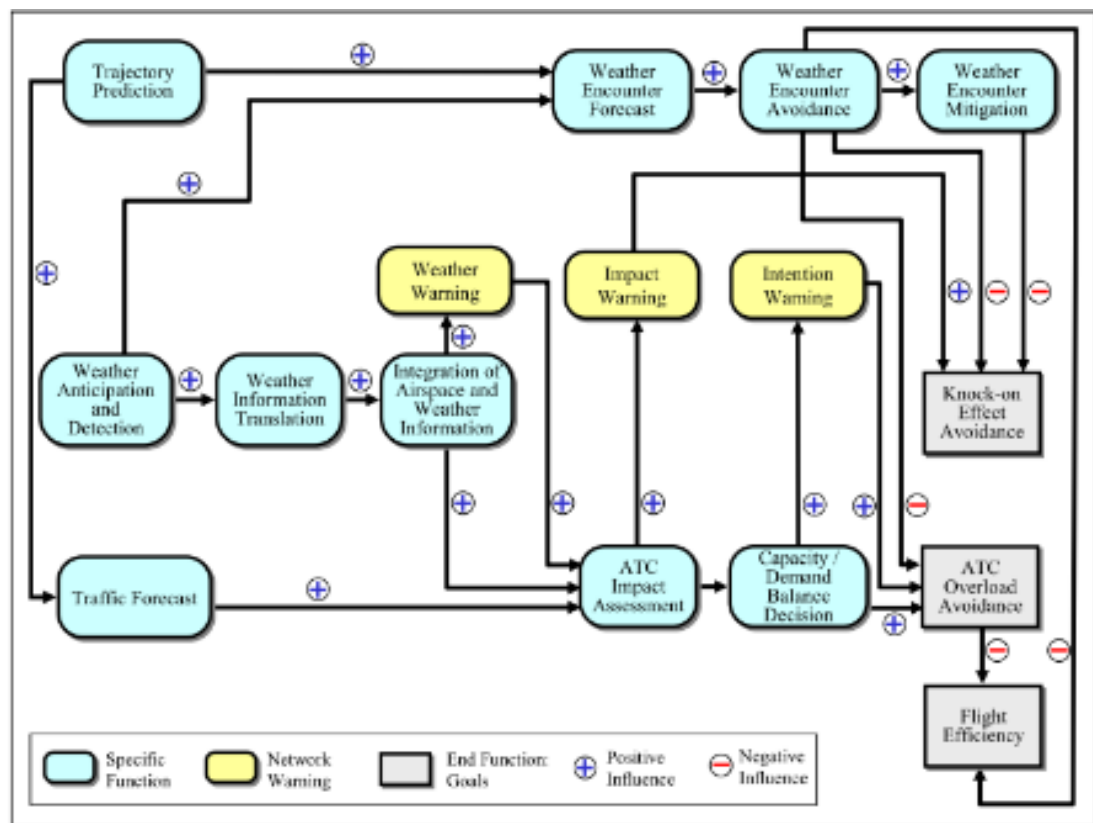 Trajectory
Prediction
Weather
Encounter
Forecast
Weather
Encounter
Avoidance
Weather
Encounter
Mitigation
Weather
Warning
Impact
Warning
Intention
Warning
Weather
Anticipation
and
Detection
Weather
Information
Translation
Integration of
Airspace and
Weather
Information
Knock-on
Effect
Avoidance
Traffic Forecast
ATC
Impact
Assessment
Capacity /
Demand
Balance
Decision
ATC
Overload
Avoidance
Flight
Efficiency
Specific
Function
Network
Warning
End Function:
Goals
Positive
Influence
Negative
Influence